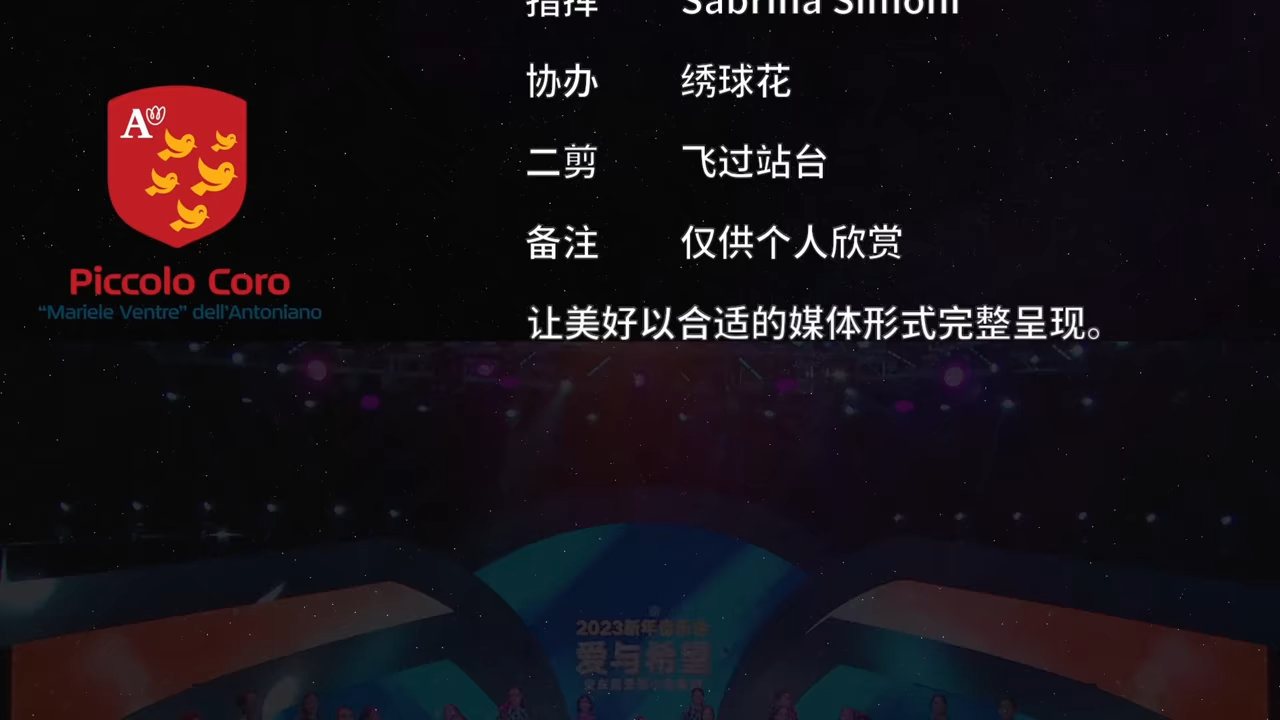 指挥 Sabrina Simoni
协办 绣球花
二剪 飞过站台
备注 仅供个人欣赏
让美好以合适的媒体形式完整呈现。
A
Piccolo Coro
“Mariele Ventre” dell’Antoniano
2023新年音乐会
爱与希望